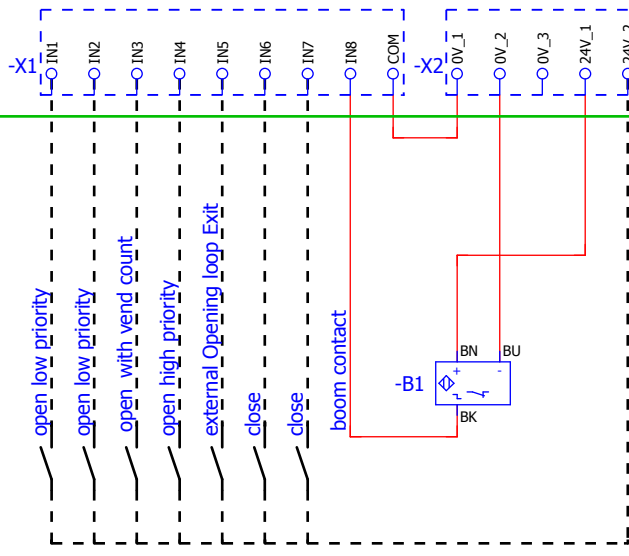 -X1
IN1
IN2
IN3
IN4
IN5
IN6
IN7
IN8
COM
-X2
0V_1
0V_2
0V_3
24V_1
24V_2
open low priority
open low priority
open with vend count
open high priority
external Opening loop Exit
close
close
boom contact
-B1
BN
BU
+
-
BK